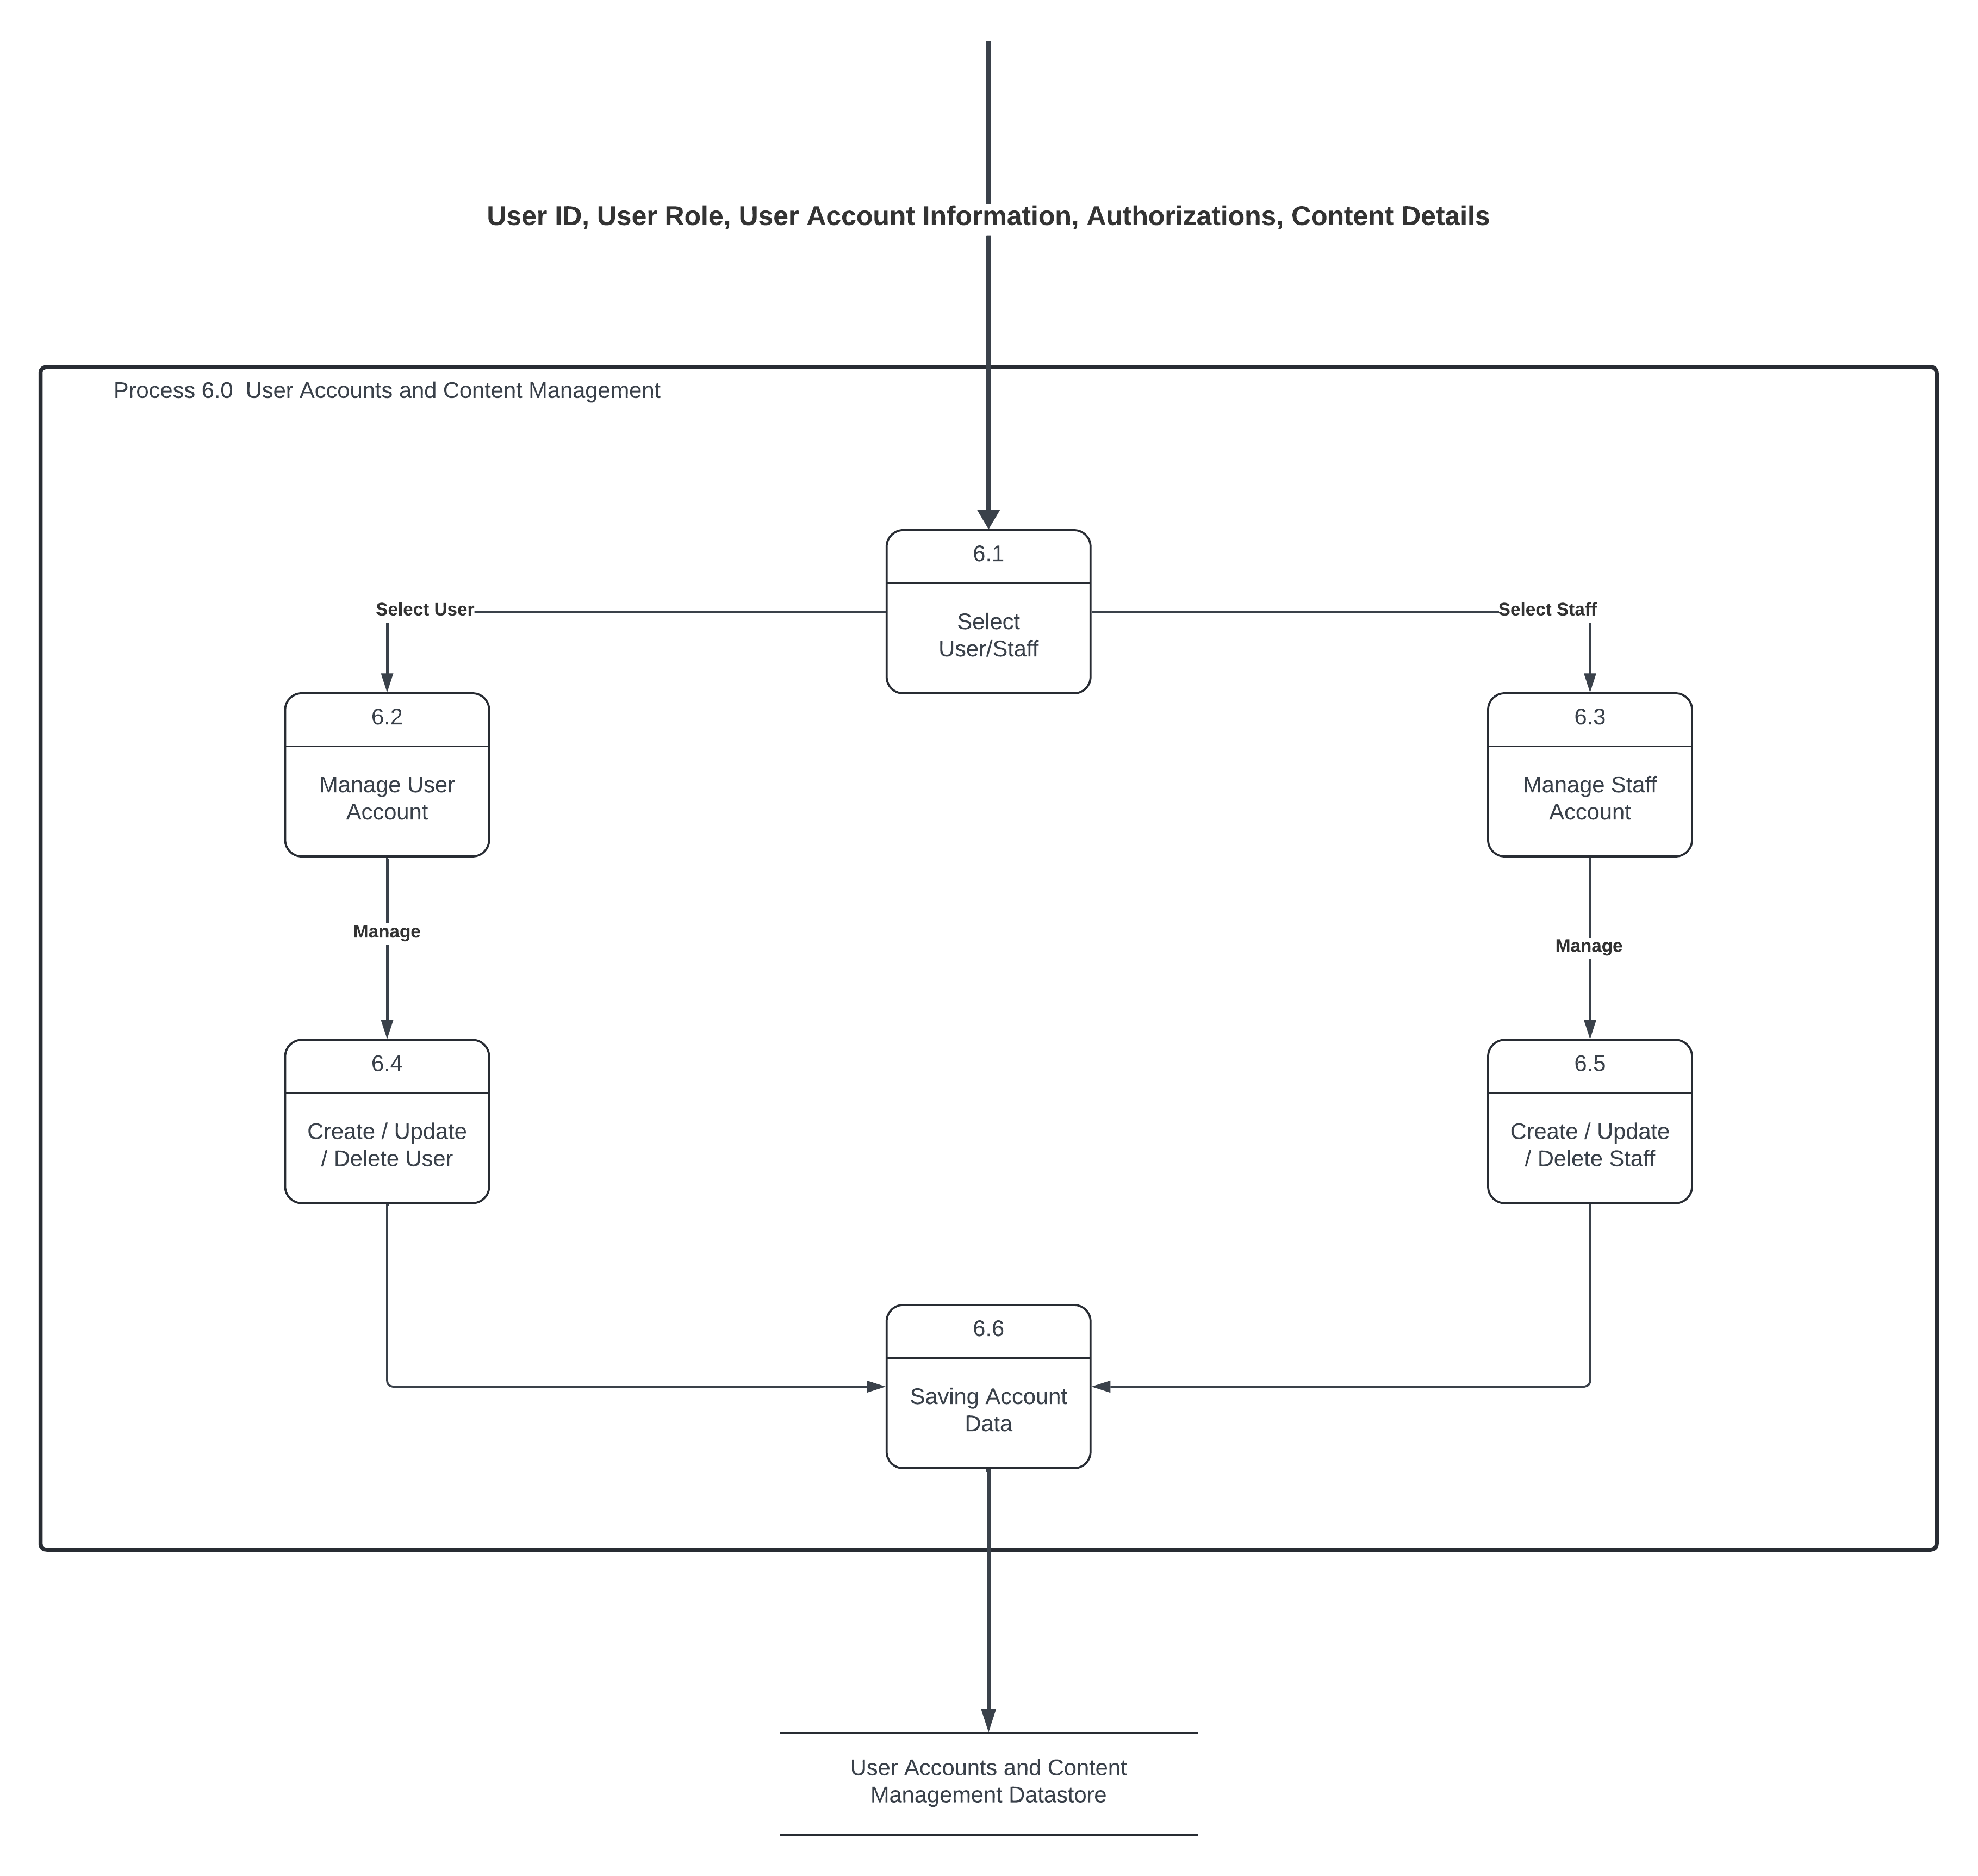 User ID, User Role, User Account Information, Authorizations, Content Details
Process 6.0  User Accounts and Content Management
6.1
Select
User/Staff
Select User
Select Staff
6.2
Manage User
Account
6.3
Manage Staff
Account
Manage
Manage
6.4
Create / Update
/ Delete User
6.5
Create / Update
/ Delete Staff
6.6
Saving Account
Data
User Accounts and Content
Management Datastore